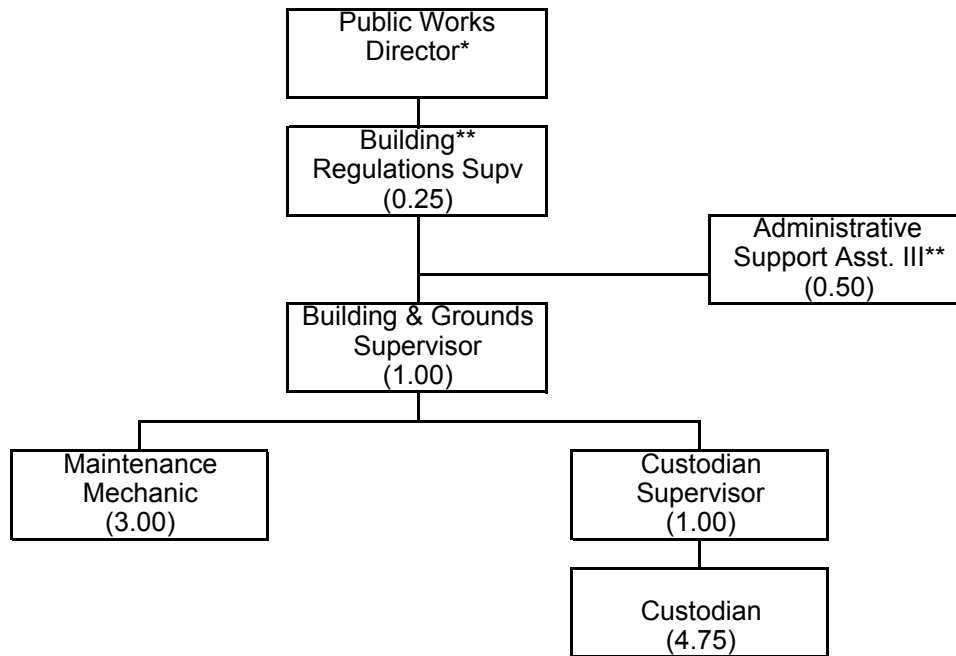 Public Works
Director*
Building**
Regulations Supv
(0.25)
Administrative
Support Asst. III**
(0.50)
Building & Grounds
Supervisor
(1.00)
Maintenance
Mechanic
(3.00)
Custodian
Supervisor
(1.00)
Custodian
(4.75)